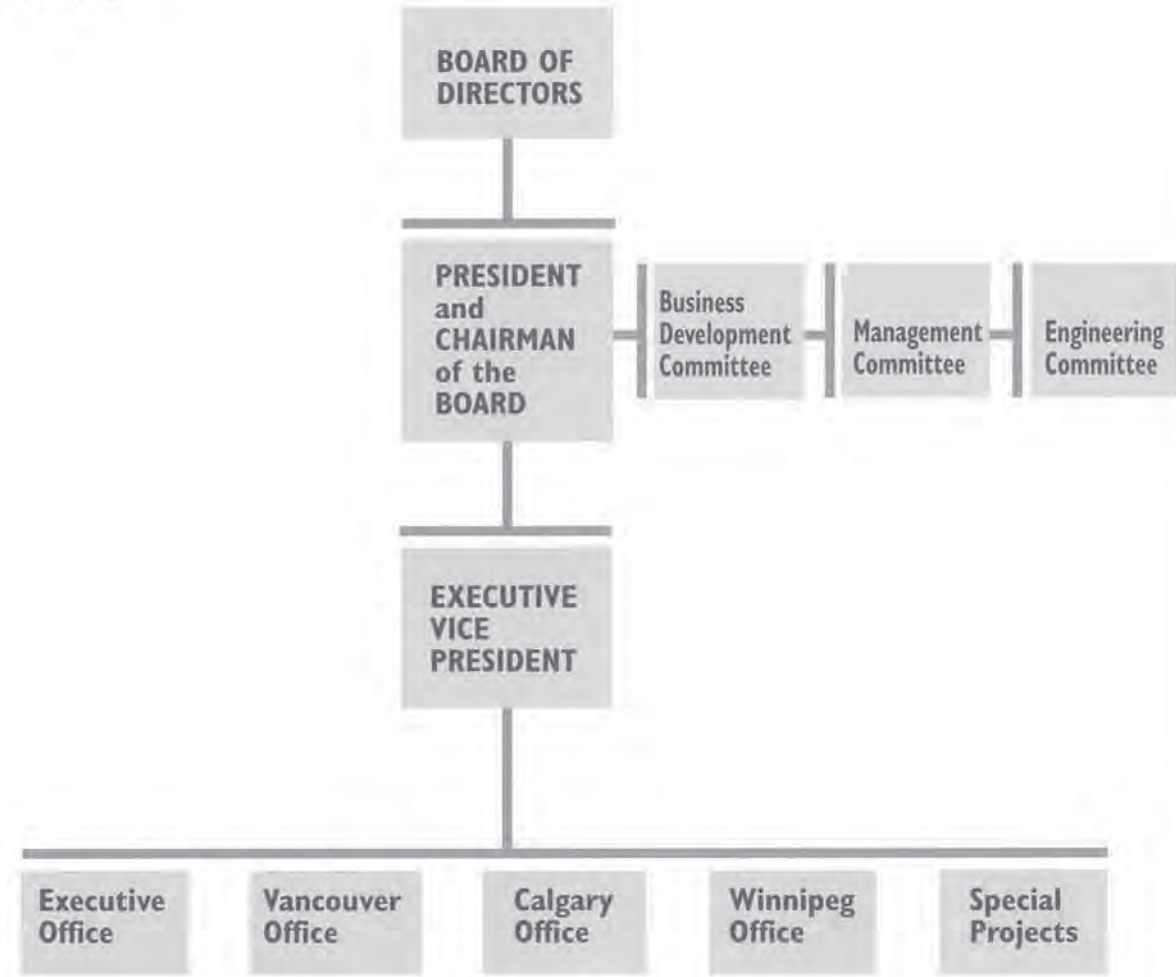 BOARD OF
DIRECTORS
PRESIDENT
and
CHAIRMAN
of the
BOARD
Business
Development
Committee
Management
Committee
Engineering
Committee
EXECUTIVE
VICE
PRESIDENT
Executive
Office
Vancouver
Office
Calgary
Office
Winnipeg
Office
Special
Projects